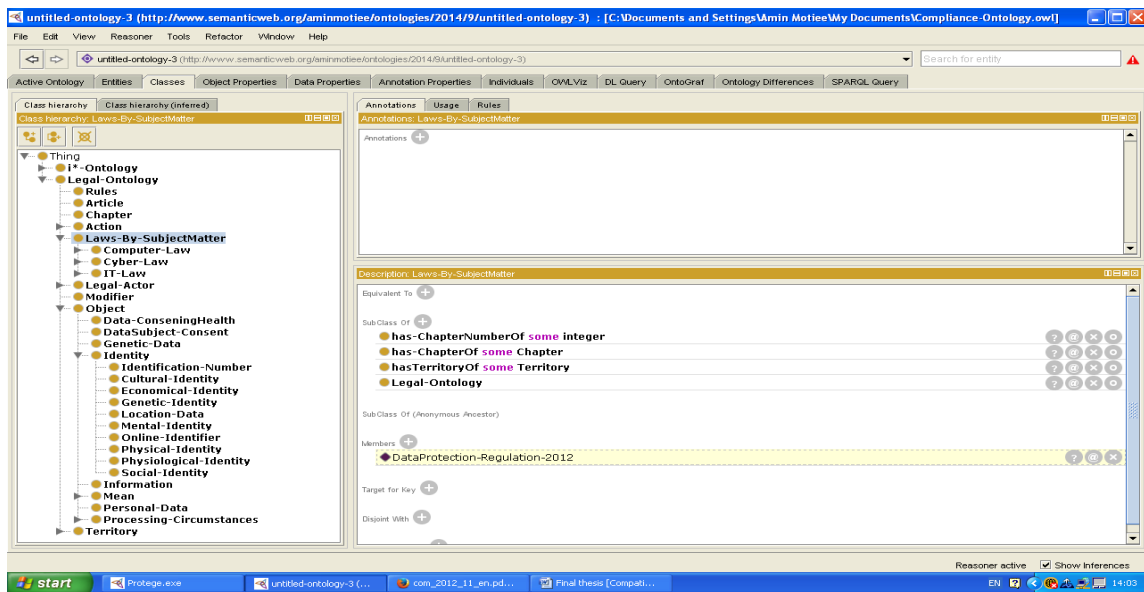 untitled-ontology-3 (http://www.semanticweb.org/aminmotiee/ontologies/2014/9/untitled-ontology-3) : [C:\Documents and Settings\Amin Motiee\My Documents\Compliance-Ontology.owl]
File Edit View Reasoner Tools Refactor Window Help
untitled-ontology-3 (http://www.semanticweb.org/aminmotiee/ontologies/2014/9/untitled-ontology-3)
Search for entity
Active Ontology Entities Classes Object Properties Data Properties Annotation Properties Individuals OWLViz DL Query OntoGraf Ontology Differences SPARQL Query
Class hierarchy Class hierarchy (inferred)
Class hierarchy: Laws-By-SubjectMatter
Thing
i*-Ontology
Legal-Ontology
Rules
Article
Chapter
Action
Laws-By-SubjectMatter
Computer-Law
Cyber-Law
IT-Law
Legal-Actor
Modifier
Object
Data-ConseningHealth
DataSubject-Consent
Genetic-Data
Identity
Identification-Number
Cultural-Identity
Economical-Identity
Genetic-Identity
Location-Data
Mental-Identity
Online-Identifier
Physical-Identity
Physiological-Identity
Social-Identity
Information
Mean
Personal-Data
Processing-Circumstances
Territory
Annotations Usage Rules
Annotations: Laws-By-SubjectMatter
Annotations
Description: Laws-By-SubjectMatter
Equivalent To
SubClass Of
has-ChapterNumberOf some integer
has-ChapterOf some Chapter
hasTerritoryOf some Territory
Legal-Ontology
SubClass Of (Anonymous Ancestor)
Members
DataProtection-Regulation-2012
Target for Key
Disjoint With
Reasoner active Show Inferences
start Protege.exe untitled-ontology-3 (... com_2012_11_en.pd... Final thesis [Compati... EN 14:03